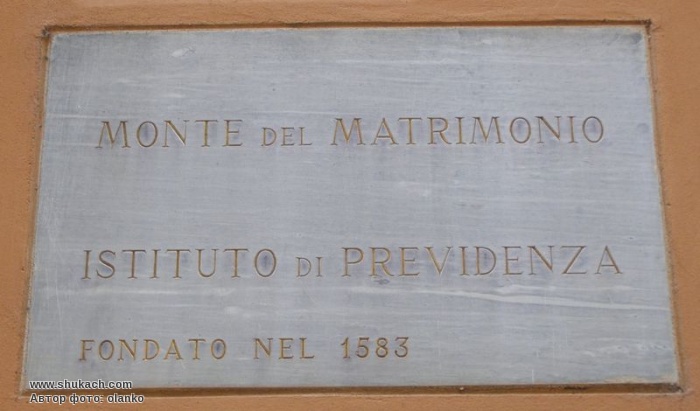 MONTE DEL MATRIMONIO
ISTITUTO DI PREVIDENZA
FONDATO NEL 1583
www.shukach.com
Автор фото: olanko